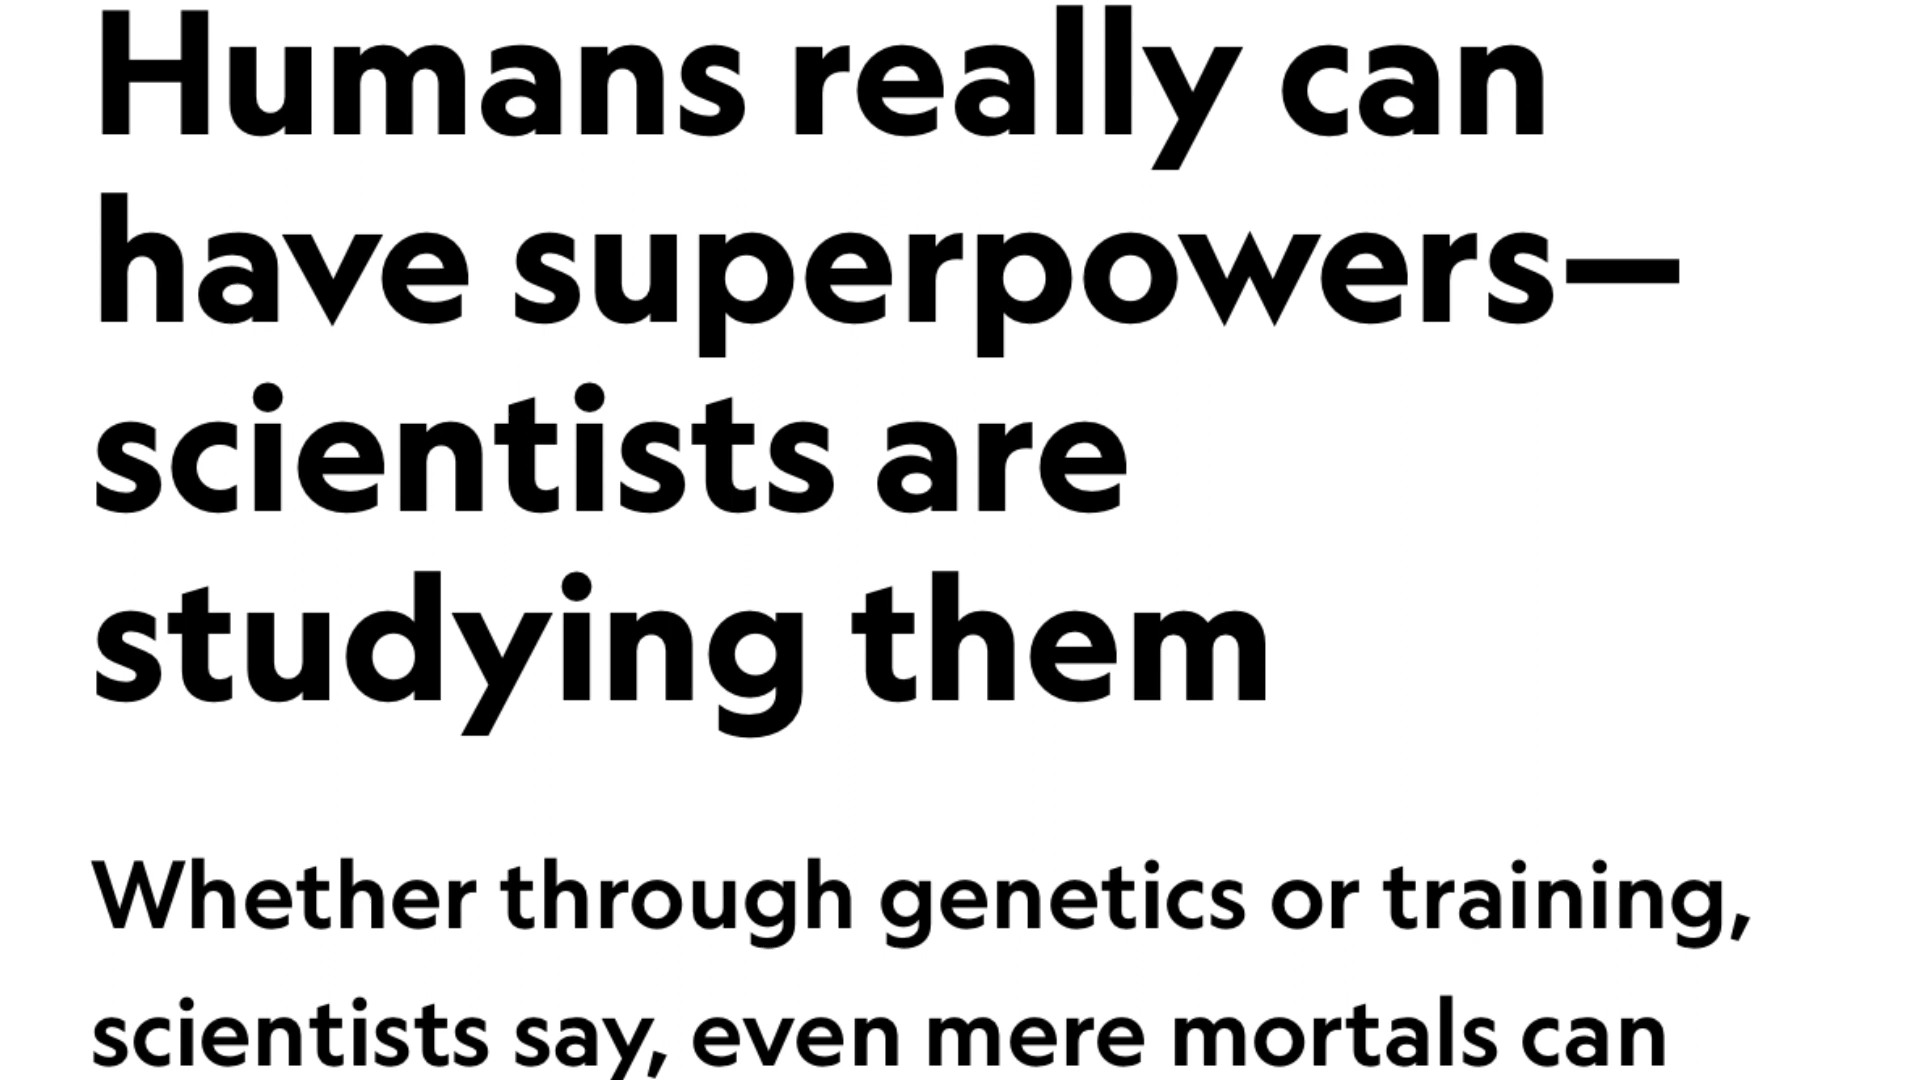 Humans really can
have superpowers—
scientists are
studying them
Whether through genetics or training,
scientists say, even mere mortals can